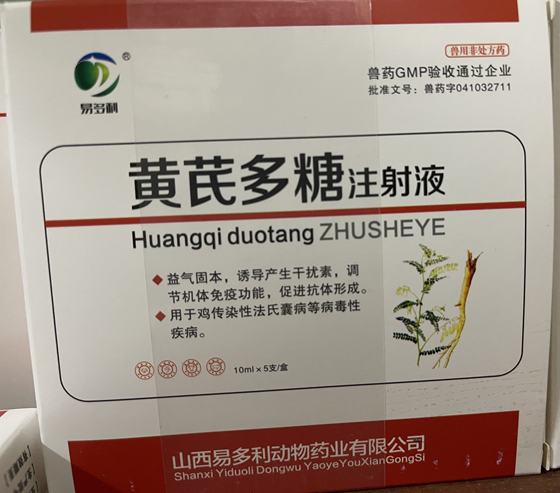 兽用非处方药
兽药GMP验收通过企业
批准文号：兽药字041032711
®
易多利
黄芪多糖注射液
Huangqi duotang ZHUSHEYE
◆ 益气固本，诱导产生干扰素，调
节机体免疫功能，促进抗体形成。
◆ 用于鸡传染性法氏囊病等病毒性
疾病。
10ml×5支/盒
山西易多利动物药业有限公司
Shanxi Yiduoli Dongwu YaoyeYouXianGongSi